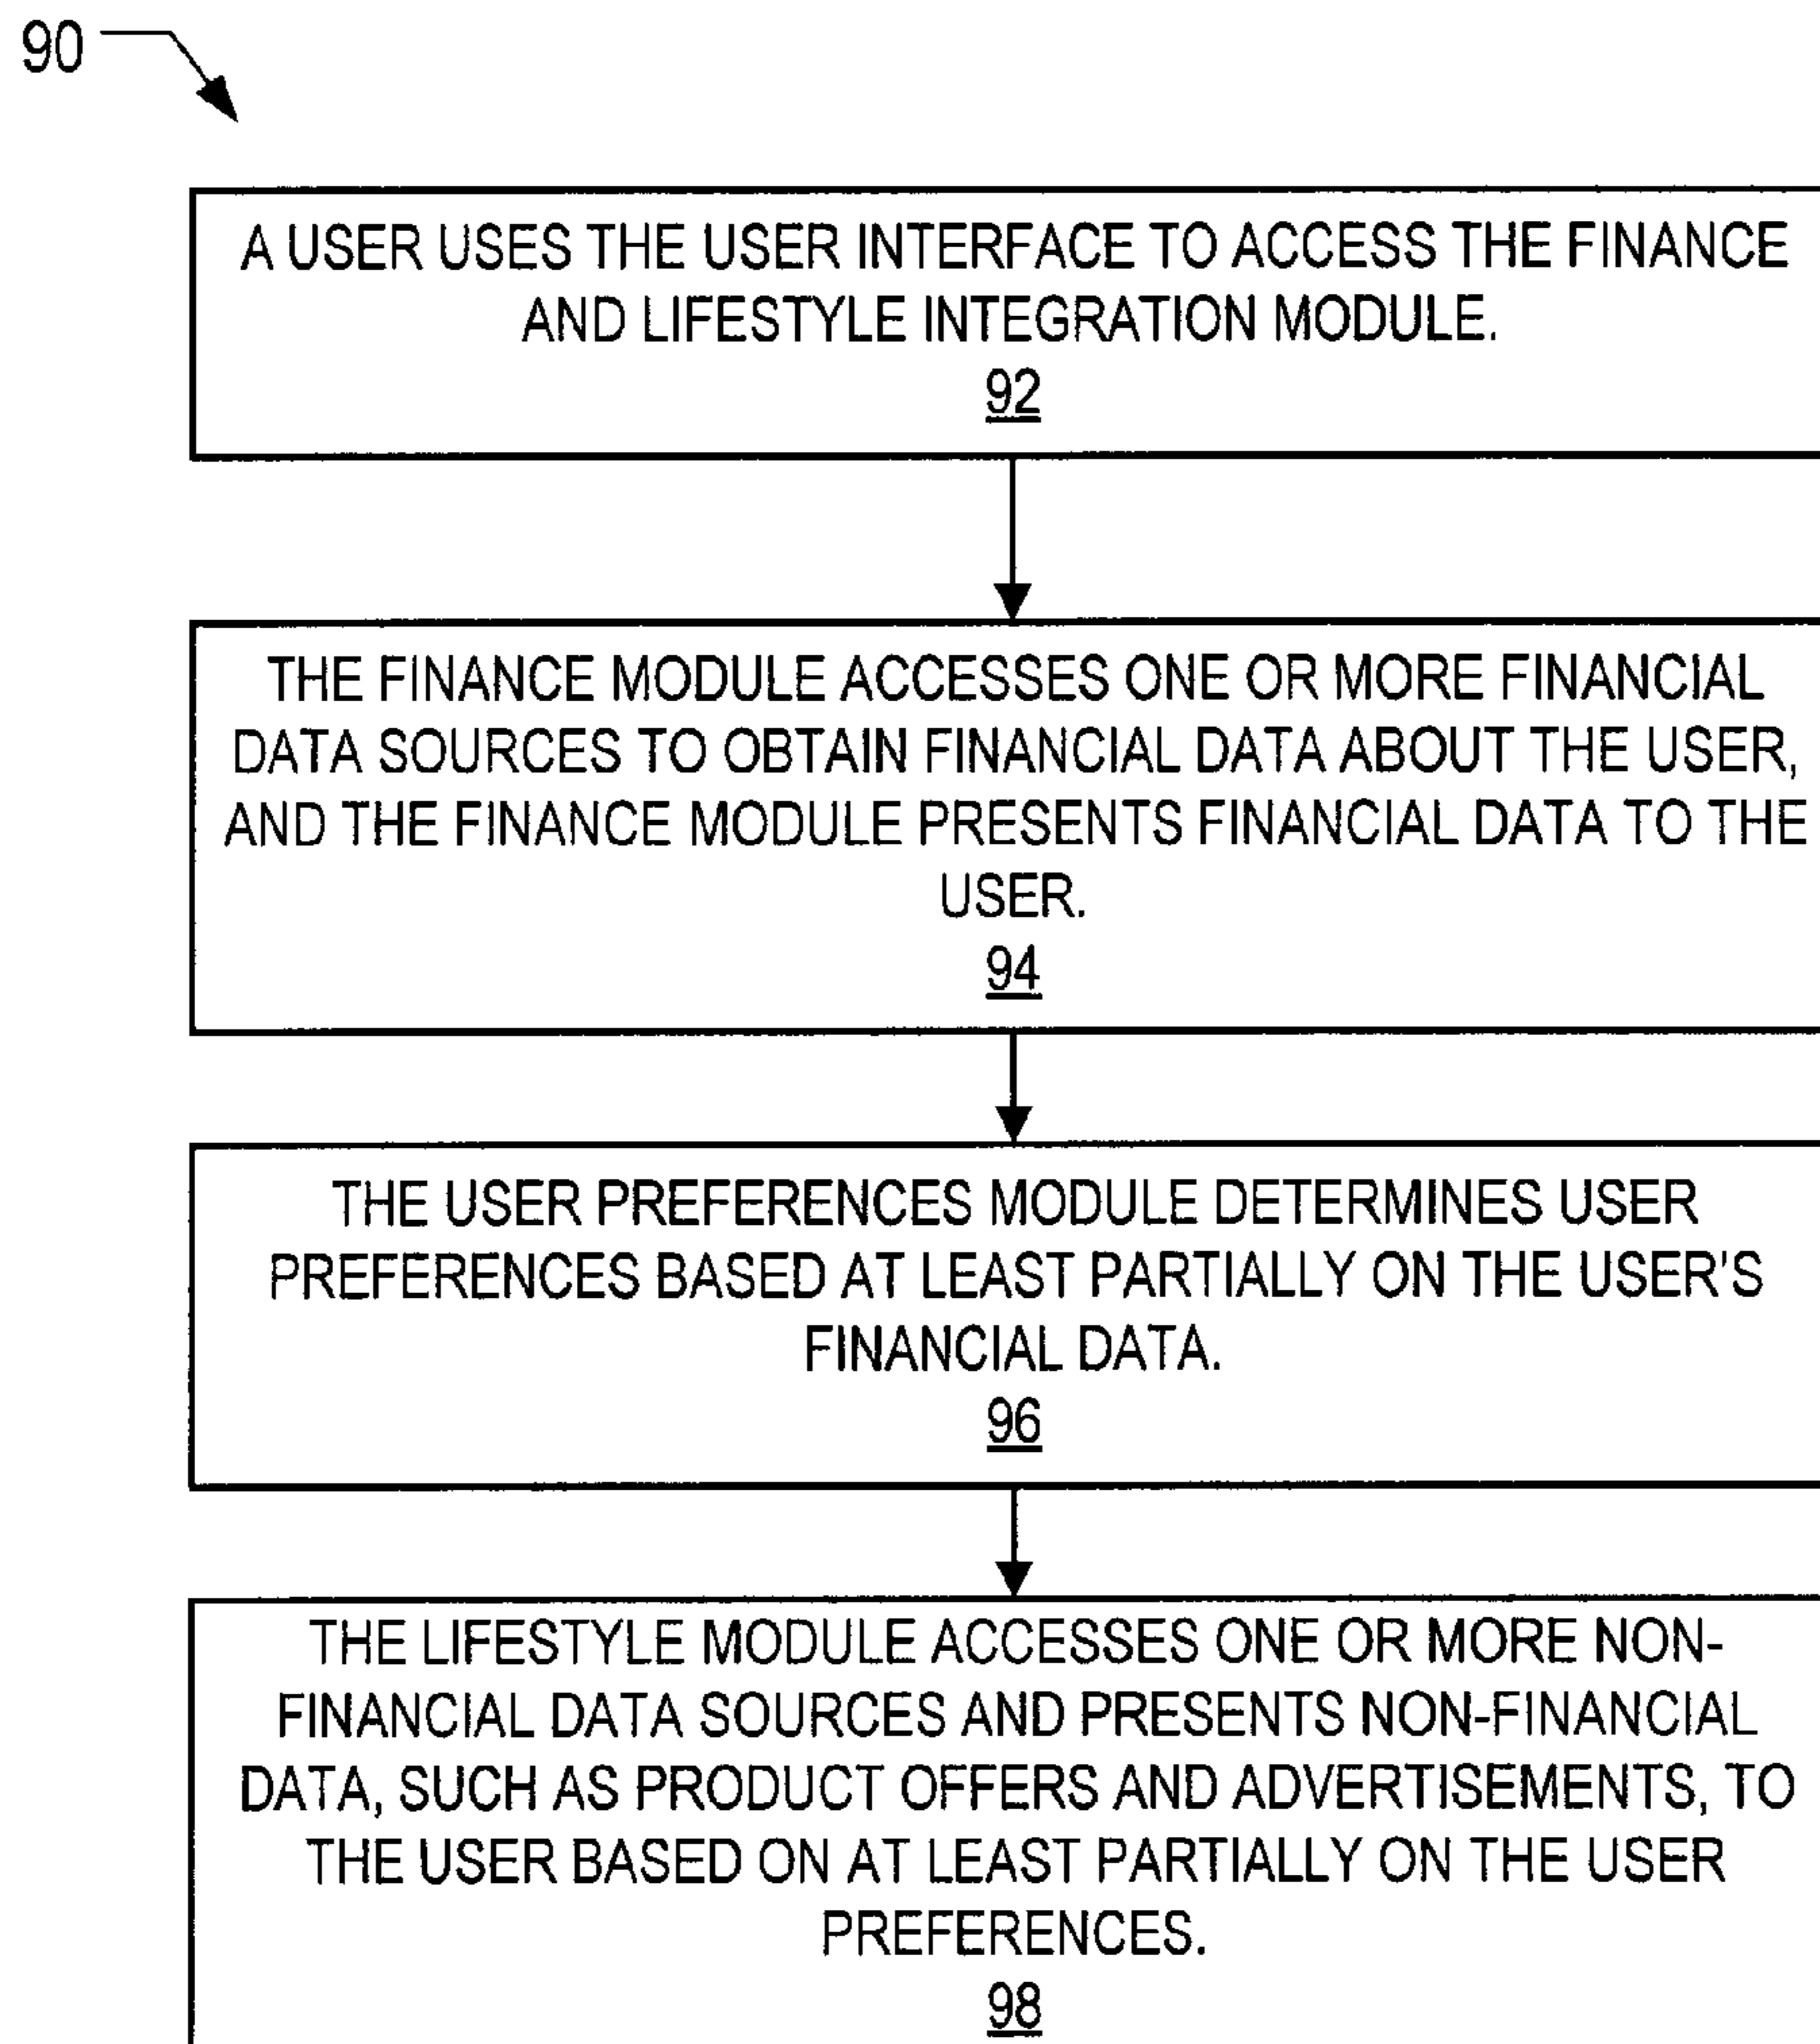 90
A USER USES THE USER INTERFACE TO ACCESS THE FINANCE
AND LIFESTYLE INTEGRATION MODULE.
92
THE FINANCE MODULE ACCESSES ONE OR MORE FINANCIAL
DATA SOURCES TO OBTAIN FINANCIAL DATA ABOUT THE USER,
AND THE FINANCE MODULE PRESENTS FINANCIAL DATA TO THE
USER.
94
THE USER PREFERENCES MODULE DETERMINES USER
PREFERENCES BASED AT LEAST PARTIALLY ON THE USER'S
FINANCIAL DATA.
96
THE LIFESTYLE MODULE ACCESSES ONE OR MORE NON-
FINANCIAL DATA SOURCES AND PRESENTS NON-FINANCIAL
DATA, SUCH AS PRODUCT OFFERS AND ADVERTISEMENTS, TO
THE USER BASED ON AT LEAST PARTIALLY ON THE USER
PREFERENCES.
98